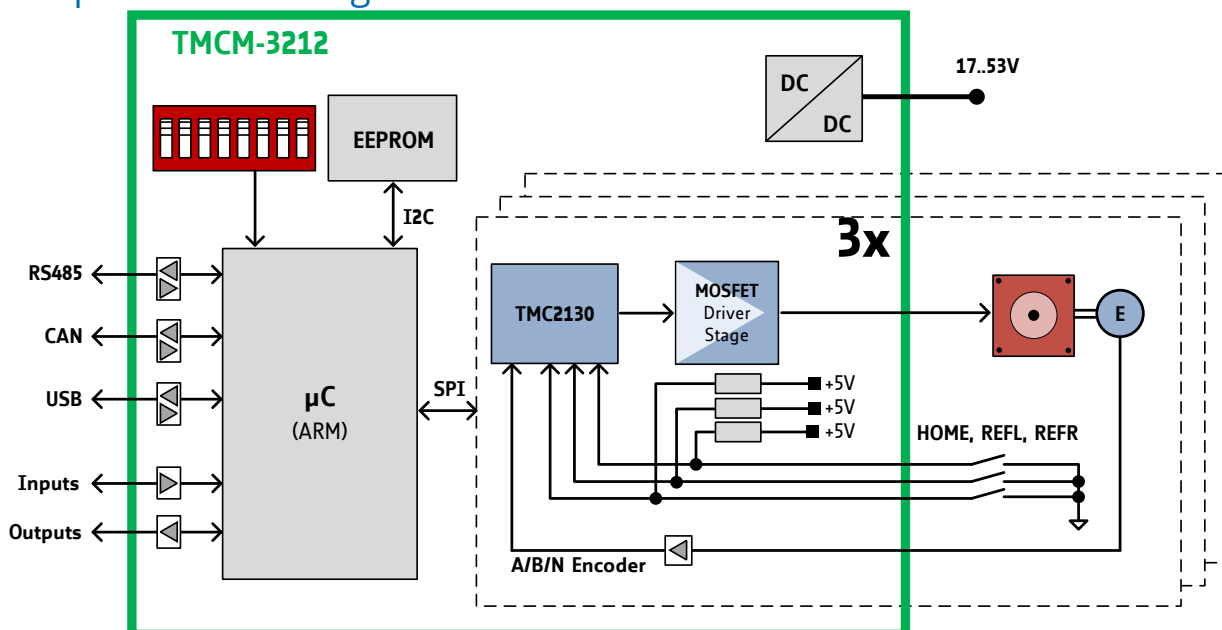 TMCM-3212
17..53V
DC
DC
EEPROM
I2C
3x
RS485
CAN
USB
Inputs
Outputs
µC
(ARM)
SPI
TMC2130
MOSFET
Driver
Stage
E
+5V
+5V
+5V
HOME, REFL, REFR
A/B/N Encoder